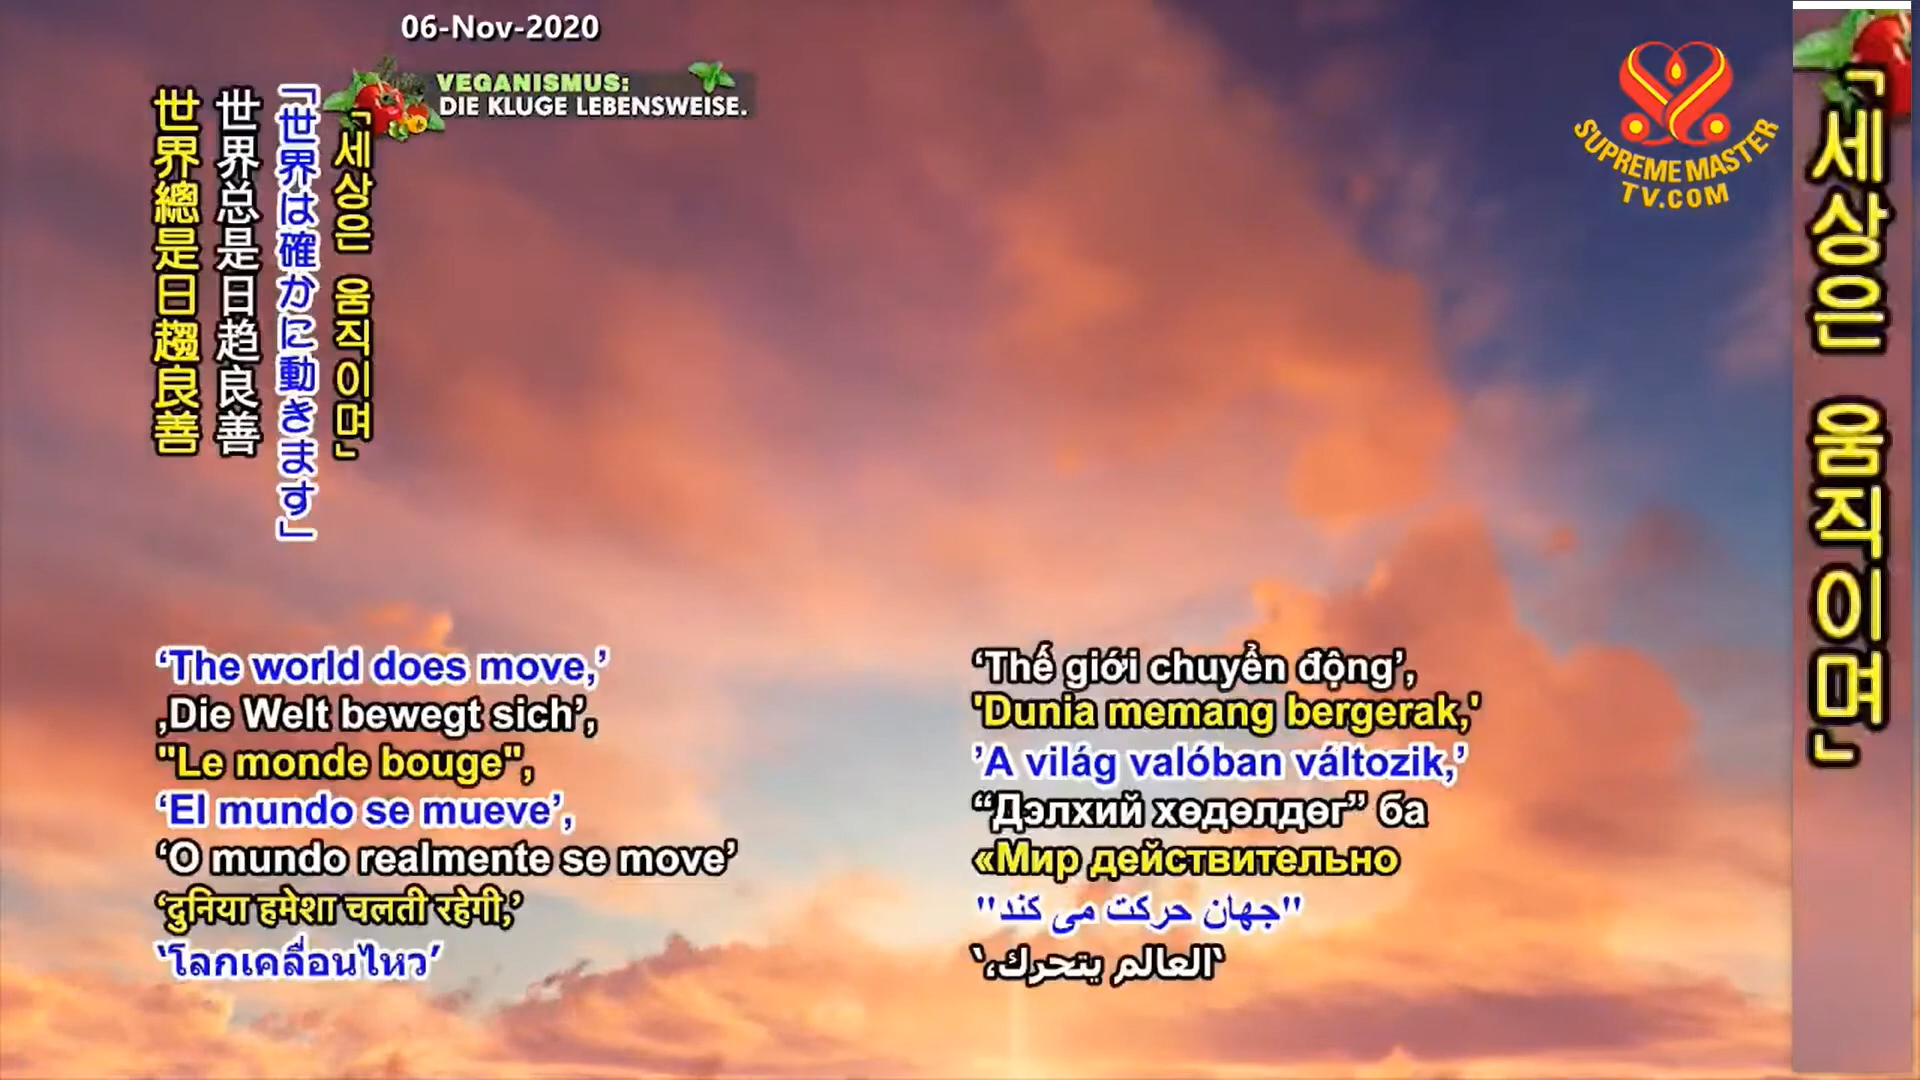 06-Nov-2020
VEGANISMUS:
DIE KLUGE LEBENSWEISE.
SUPREME MASTER
TV.COM
「세상은 움직이며」
「세상은 움직이며」
「世界は確かに動きます」
世界总是日趋良善
世界總是日趨良善
‘The world does move,’
‚Die Welt bewegt sich’,
"Le monde bouge",
‘El mundo se mueve’,
‘O mundo realmente se move’
‘दुनिया हमेशा चलती रहेगी,’
‘โลกเคลื่อนไหว’
‘Thế giới chuyển động’,
'Dunia memang bergerak,'
’A világ valóban változik,’
“Дэлхий хөдөлдөг” ба
«Мир действительно
"جهان حرکت می کند"
‘العالم يتحرك،‘